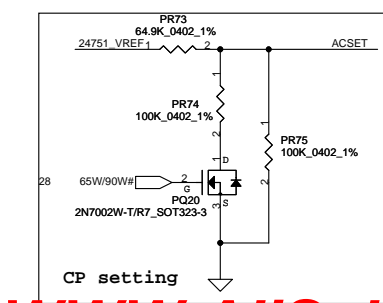 PR73
64.9K_0402_1%
24751_VREF 1 2 ACSET
1 1
PR74
100K_0402_1%
PR75
100K_0402_1%
2 2
1 D
28 65W/90W# 2 G
PQ20 3 S
2N7002W-T/R7_SOT323-3
CP setting